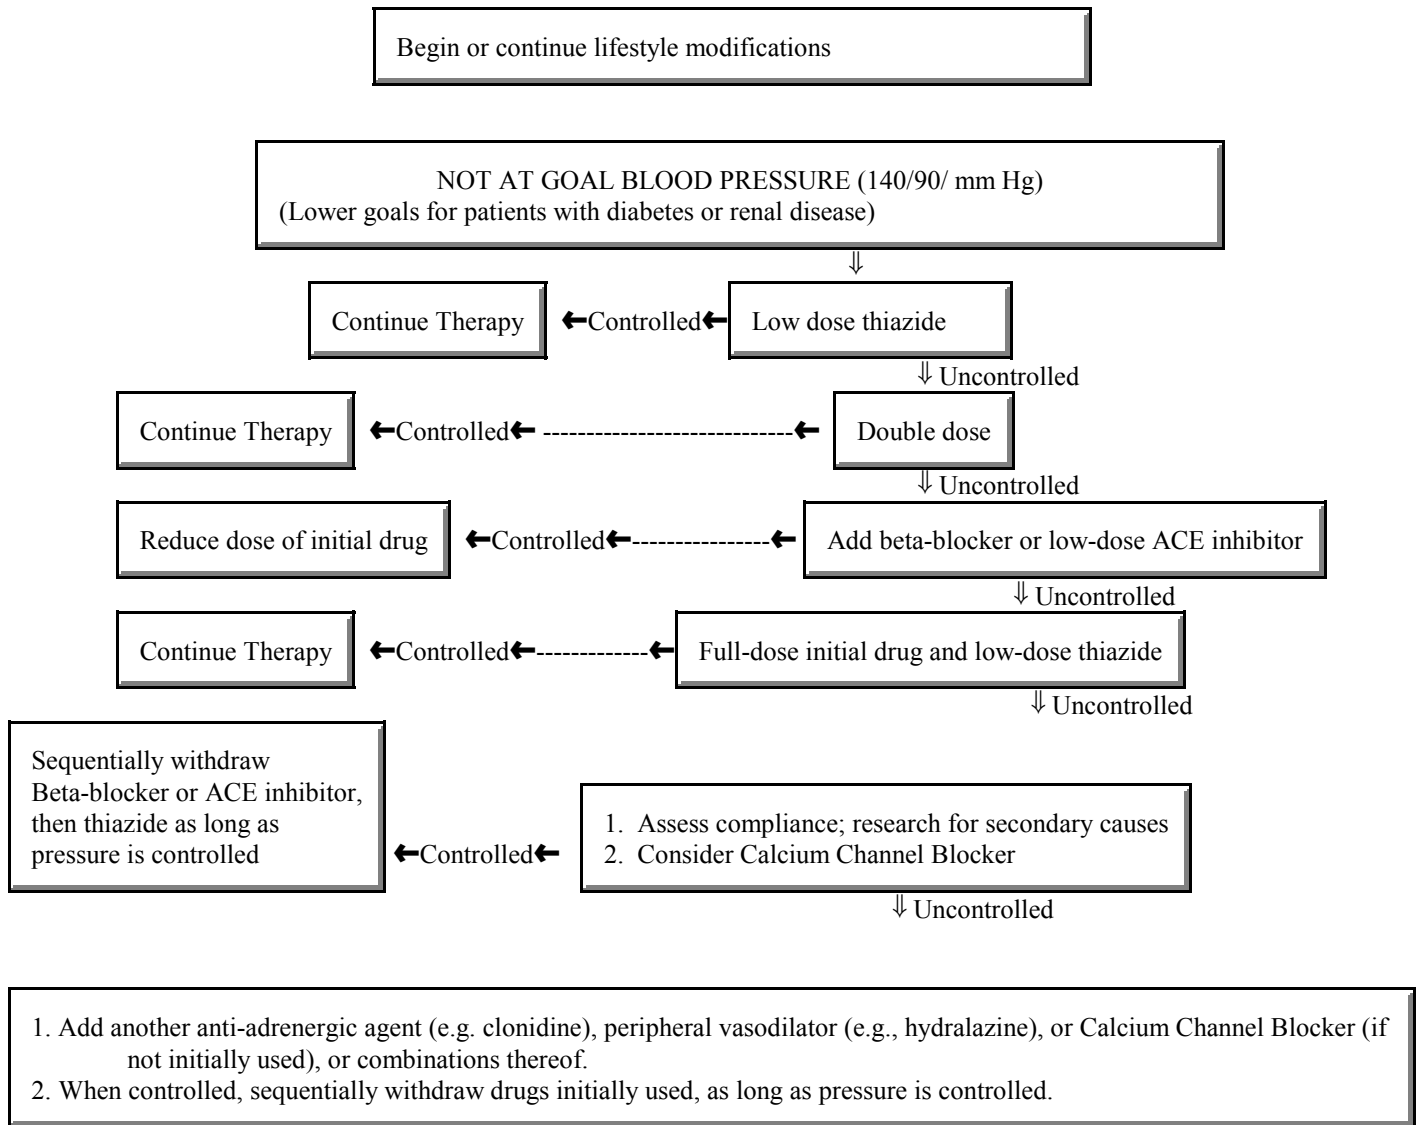 Begin or continue lifestyle modifications
NOT AT GOAL BLOOD PRESSURE (140/90/ mm Hg)
(Lower goals for patients with diabetes or renal disease)
⇓
Continue Therapy ←Controlled← Low dose thiazide
⇓ Uncontrolled
Continue Therapy ←Controlled← -----------------------------← Double dose
⇓ Uncontrolled
Reduce dose of initial drug ←Controlled←----------------← Add beta-blocker or low-dose ACE inhibitor
⇓ Uncontrolled
Continue Therapy ←Controlled←-------------← Full-dose initial drug and low-dose thiazide
⇓ Uncontrolled
Sequentially withdraw
Beta-blocker or ACE inhibitor,
then thiazide as long as
pressure is controlled
←Controlled←
1. Assess compliance; research for secondary causes
2. Consider Calcium Channel Blocker
⇓ Uncontrolled
1. Add another anti-adrenergic agent (e.g. clonidine), peripheral vasodilator (e.g., hydralazine), or Calcium Channel Blocker (if
not initially used), or combinations thereof.
2. When controlled, sequentially withdraw drugs initially used, as long as pressure is controlled.